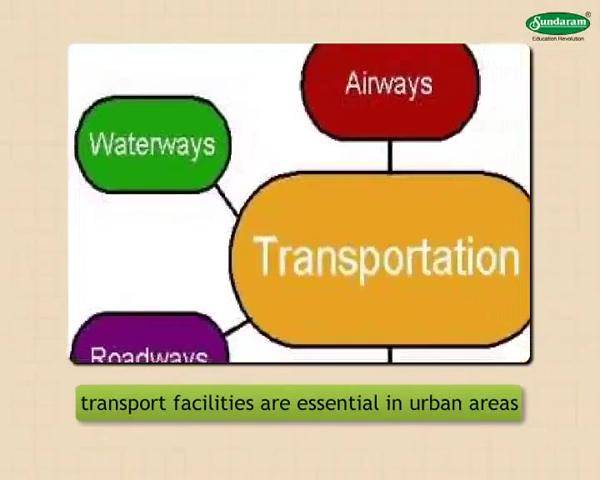 Sundaram®
Education Revolution
Airways
Waterways
Transportation
Roadways
transport facilities are essential in urban areas